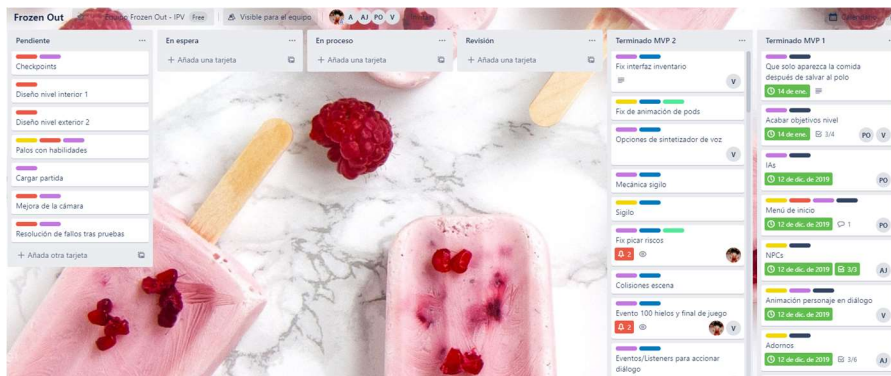 Frozen Out
Equipo Frozen Out - IPV Free
Visible para el equipo
A AJ PO V
Pendiente
Checkpoints
Diseño nivel interior 1
Diseño nivel exterior 2
Palos con habilidades
Cargar partida
Mejora de la cámara
Resolución de fallos tras pruebas
+ Añada otra tarjeta
En espera
+ Añada una tarjeta
En proceso
+ Añada una tarjeta
Revisión
+ Añada una tarjeta
Terminado MVP 2
Fix interfaz inventario
V
Fix de animación de pods
Opciones de sintetizador de voz
V
Mecánica sigilo
Sigilo
Fix picar riscos
2
Colisiones escena
Evento 100 hielos y final de juego
2 V
Eventos/Listeners para accionar
diálogo
Terminado MVP 1
Que solo aparezca la comida
después de salvar al polo
14 de ene.
Acabar objetivos nivel
14 de ene. 3/4 PO V
IAs
12 de dic. de 2019 PO
Menú de inicio
12 de dic. de 2019 1 PO
NPCs
12 de dic. de 2019 3/3 AJ
Animación personaje en diálogo
12 de dic. de 2019 V
Adornos
12 de dic. de 2019 3/6 AJ